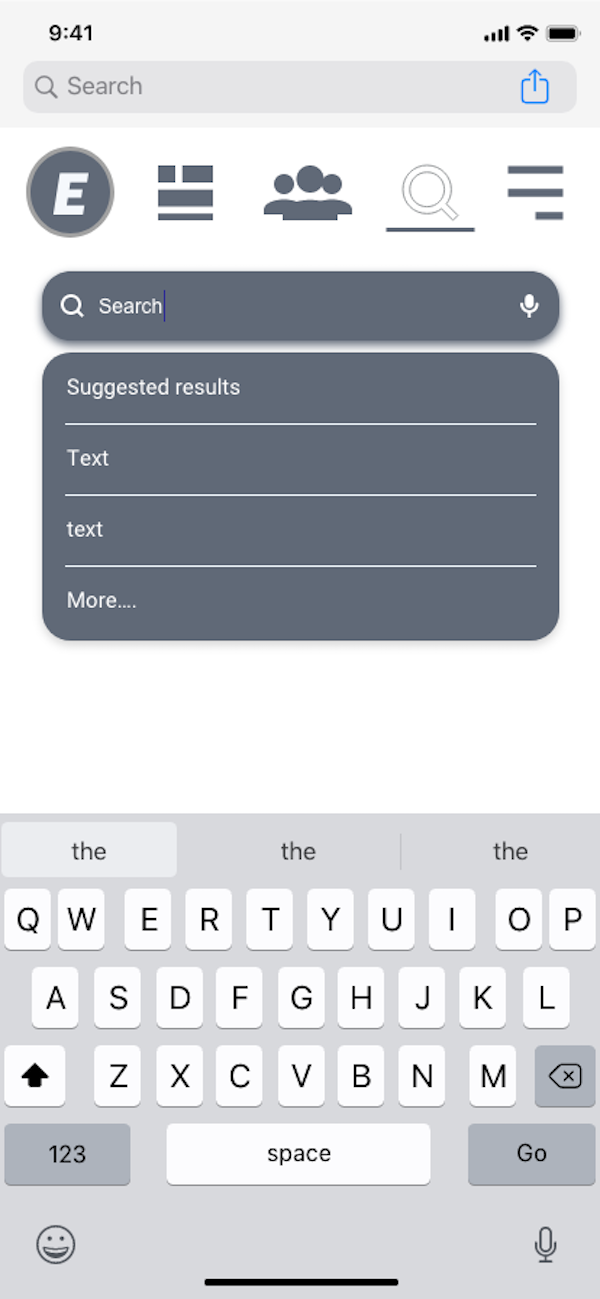 9:41
Search
E
Search
Suggested results
Text
text
More....
the the the
Q W E R T Y U I O P
A S D F G H J K L
Z X C V B N M
123 space Go